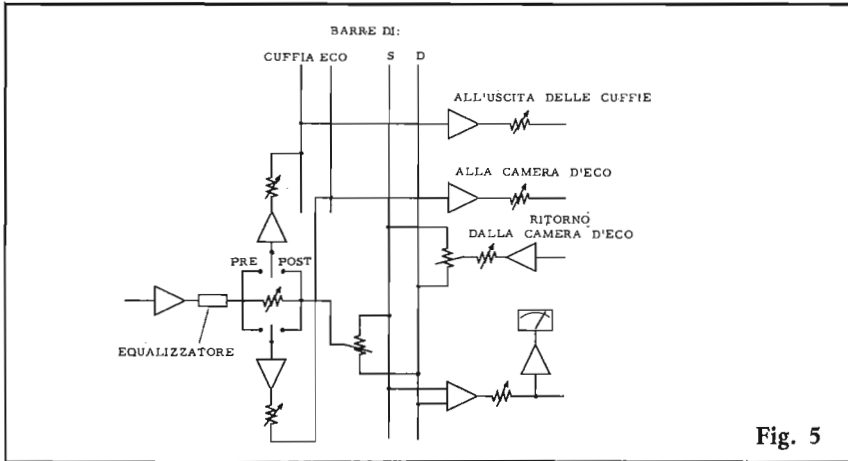 BARRE DI:
CUFFIA ECO S D
ALL'USCITA DELLE CUFFIE
ALLA CAMERA D'ECO
RITORNO
DALLA CAMERA D'ECO
PRE POST
EQUALIZZATORE
Fig. 5